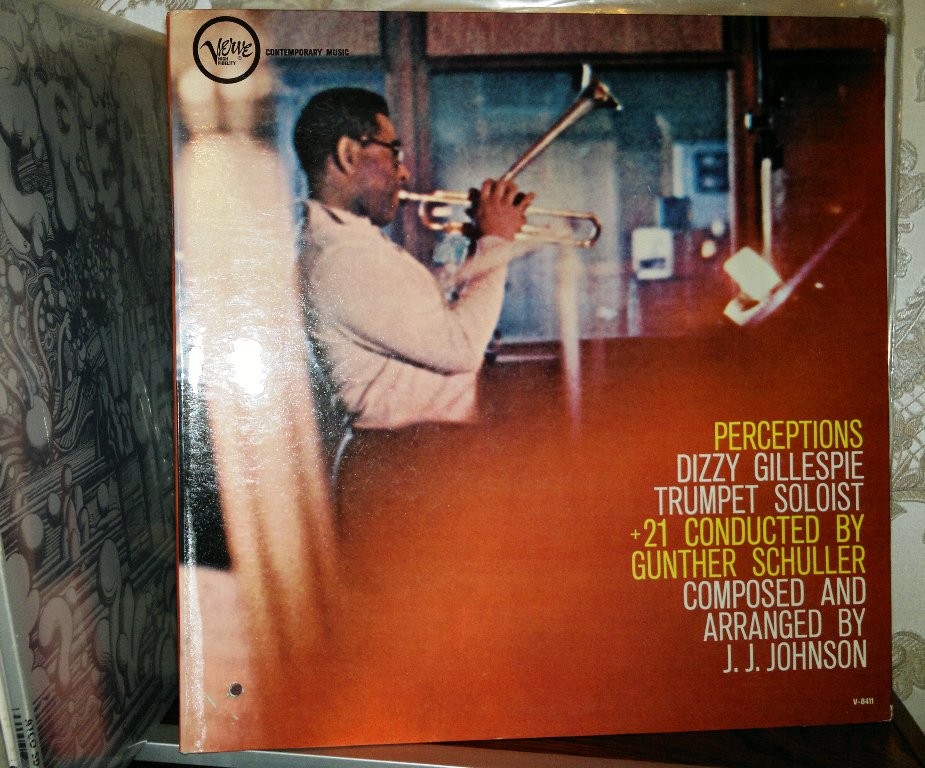 Verve
HIGH
FIDELITY
CONTEMPORARY MUSIC
PERCEPTIONS
DIZZY GILLESPIE
TRUMPET SOLOIST
+21 CONDUCTED BY
GUNTHER SCHULLER
COMPOSED AND
ARRANGED BY
J. J. JOHNSON
V-8411